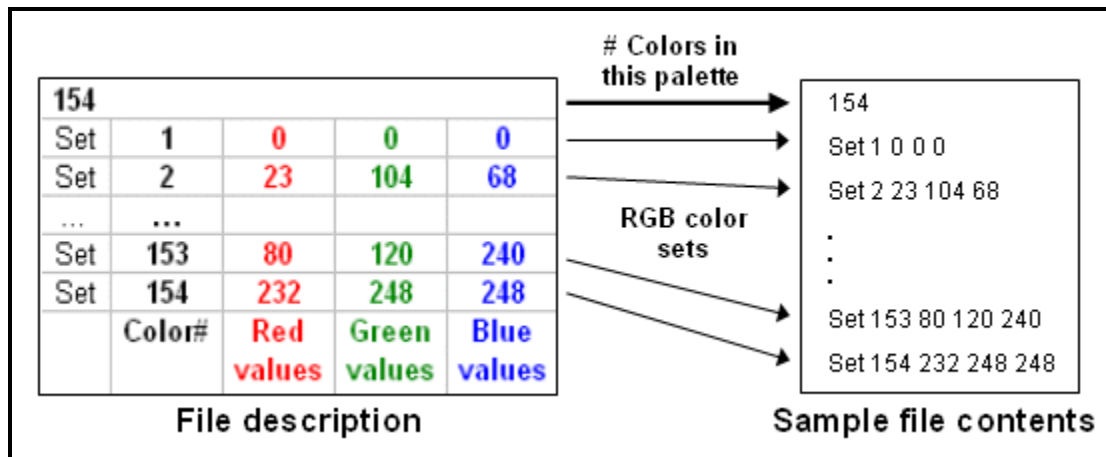 # Colors in
this palette
154
Set 1 0 0 0
Set 2 23 104 68
... ...
Set 153 80 120 240
Set 154 232 248 248
Color# Red Green Blue
values values values
File description
RGB color
sets
154
Set 1 0 0 0
Set 2 23 104 68
.
.
.
Set 153 80 120 240
Set 154 232 248 248
Sample file contents